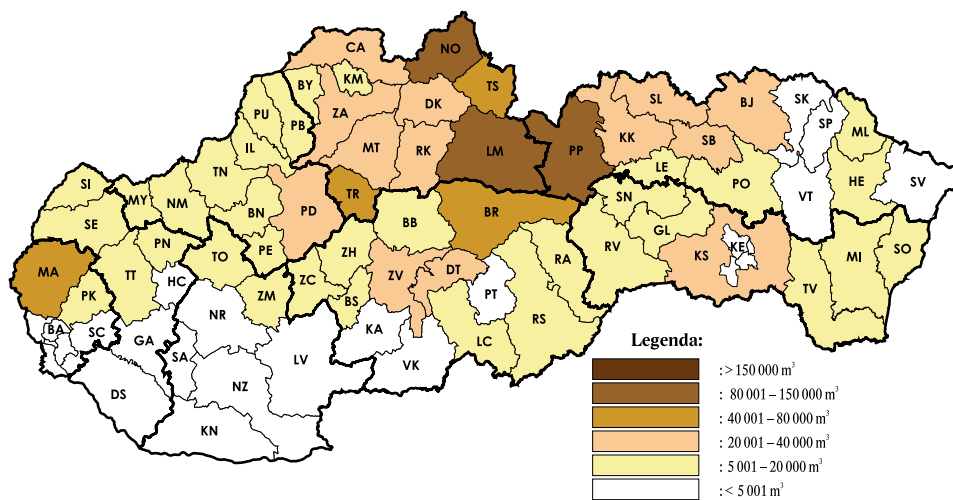 CA
NO
BY
KM
TS
PU
PB
ZA
DK
SL
BJ
SK
SP
ML
IL
MT
RK
LM
PP
KK
SB
TN
LE
PO
VT
HE
SV
SI
MY
NM
BN
PD
TR
SN
SE
BB
BR
GL
PN
PE
TO
ZH
RV
KS
KE
MI
SO
MA
TT
HC
ZC
ZV
DT
RA
PK
ZM
BS
PT
TV
BA
SC
NR
KA
RS
GA
SA
LV
LC
VK
DS
NZ
KN
Legenda:
: > 150 000 m³
: 80 001 – 150 000 m³
: 40 001 – 80 000 m³
: 20 001 – 40 000 m³
: 5 001 – 20 000 m³
: < 5 001 m³